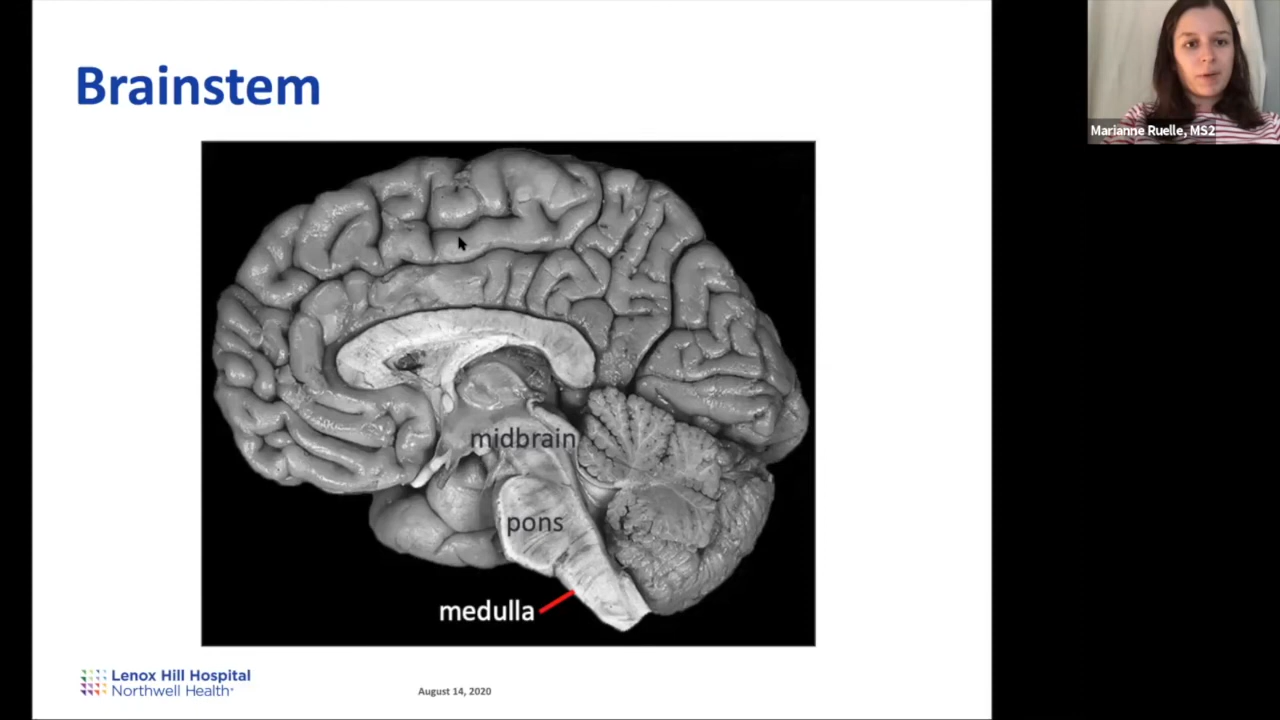 Brainstem
Marianne Ruelle, MS2
midbrain
pons
medulla
Lenox Hill Hospital
Northwell Health
August 14, 2020